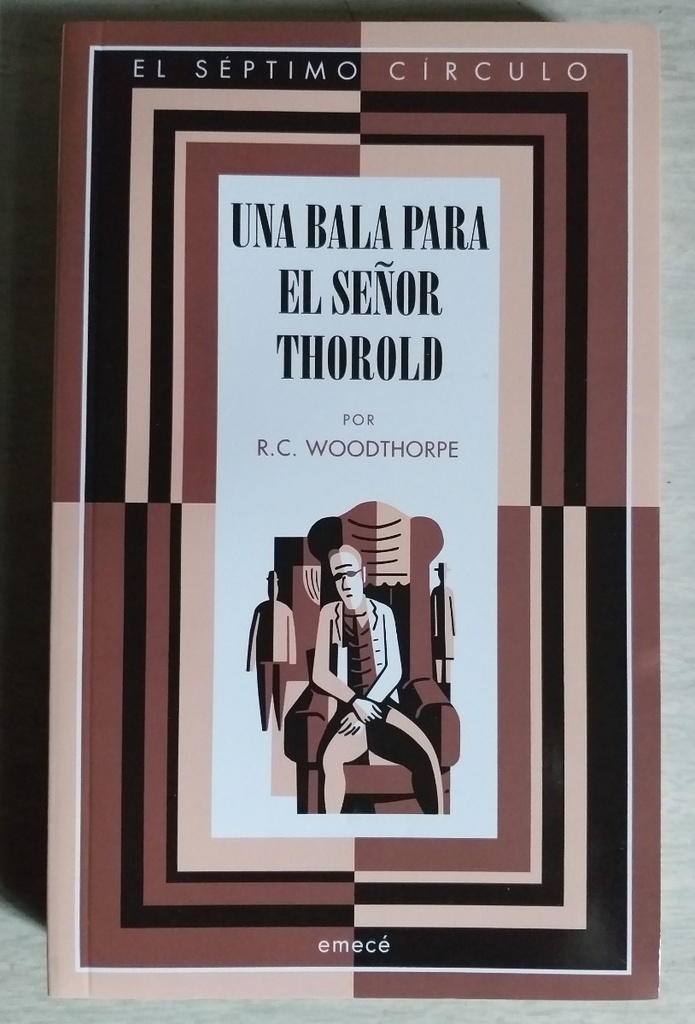 EL SÉPTIMO CÍRCULO
UNA BALA PARA
EL SEÑOR
THOROLD
POR
R.C. WOODTHORPE
emecé